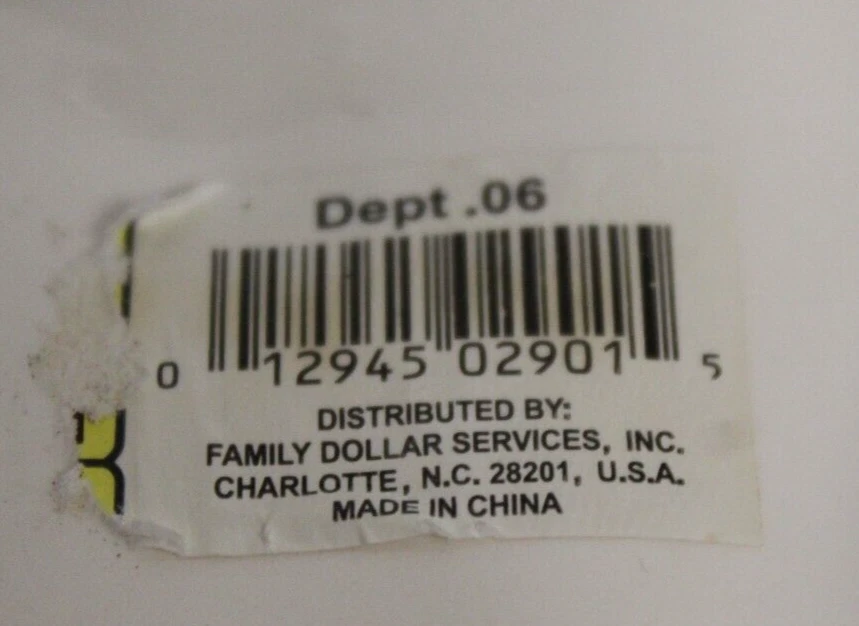 Dept .06
0 12945 02901 5
DISTRIBUTED BY:
FAMILY DOLLAR SERVICES, INC.
CHARLOTTE, N.C. 28201, U.S.A.
MADE IN CHINA